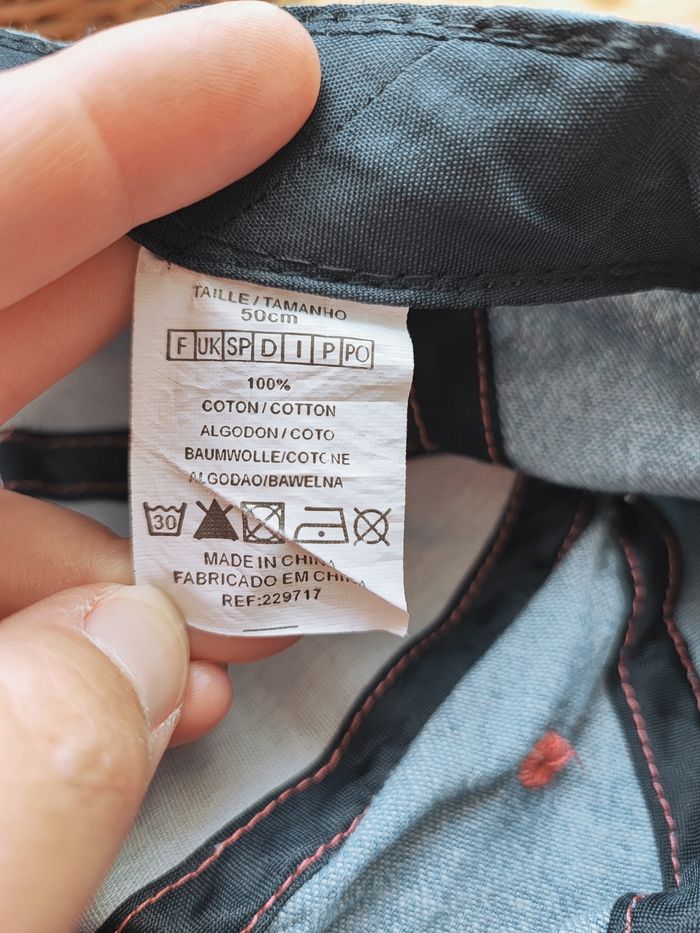 TAILLE/TAMANHO
50cm
F UK SP D I P PO
100%
COTON/COTTON
ALGODON/COTO
BAUMWOLLE/COTONE
ALGODAO/BAWELNA
30
MADE IN CHINA
FABRICADO EM CHINA
REF:229717